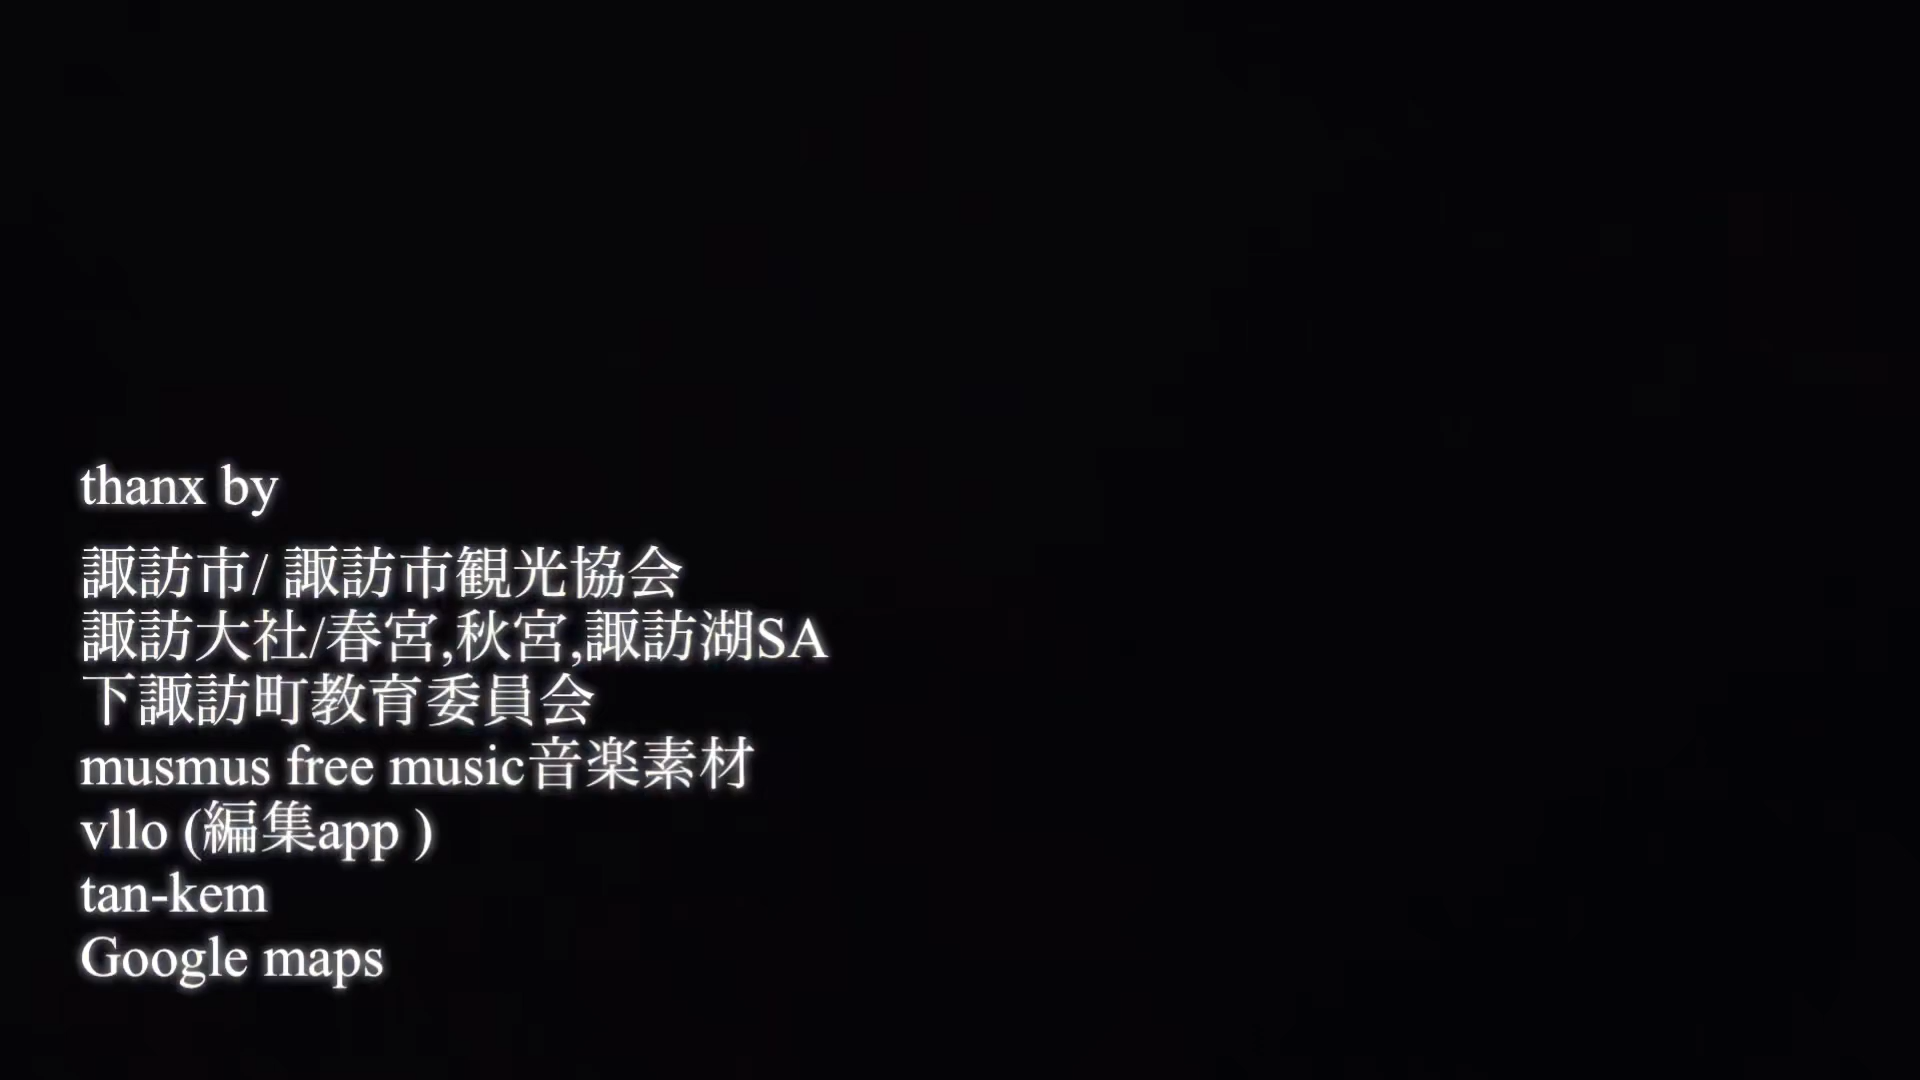 thanx by
諏訪市/ 諏訪市観光協会
諏訪大社/春宮,秋宮,諏訪湖SA
下諏訪町教育委員会
musmus free music音楽素材
vllo (編集app )
tan-kem
Google maps